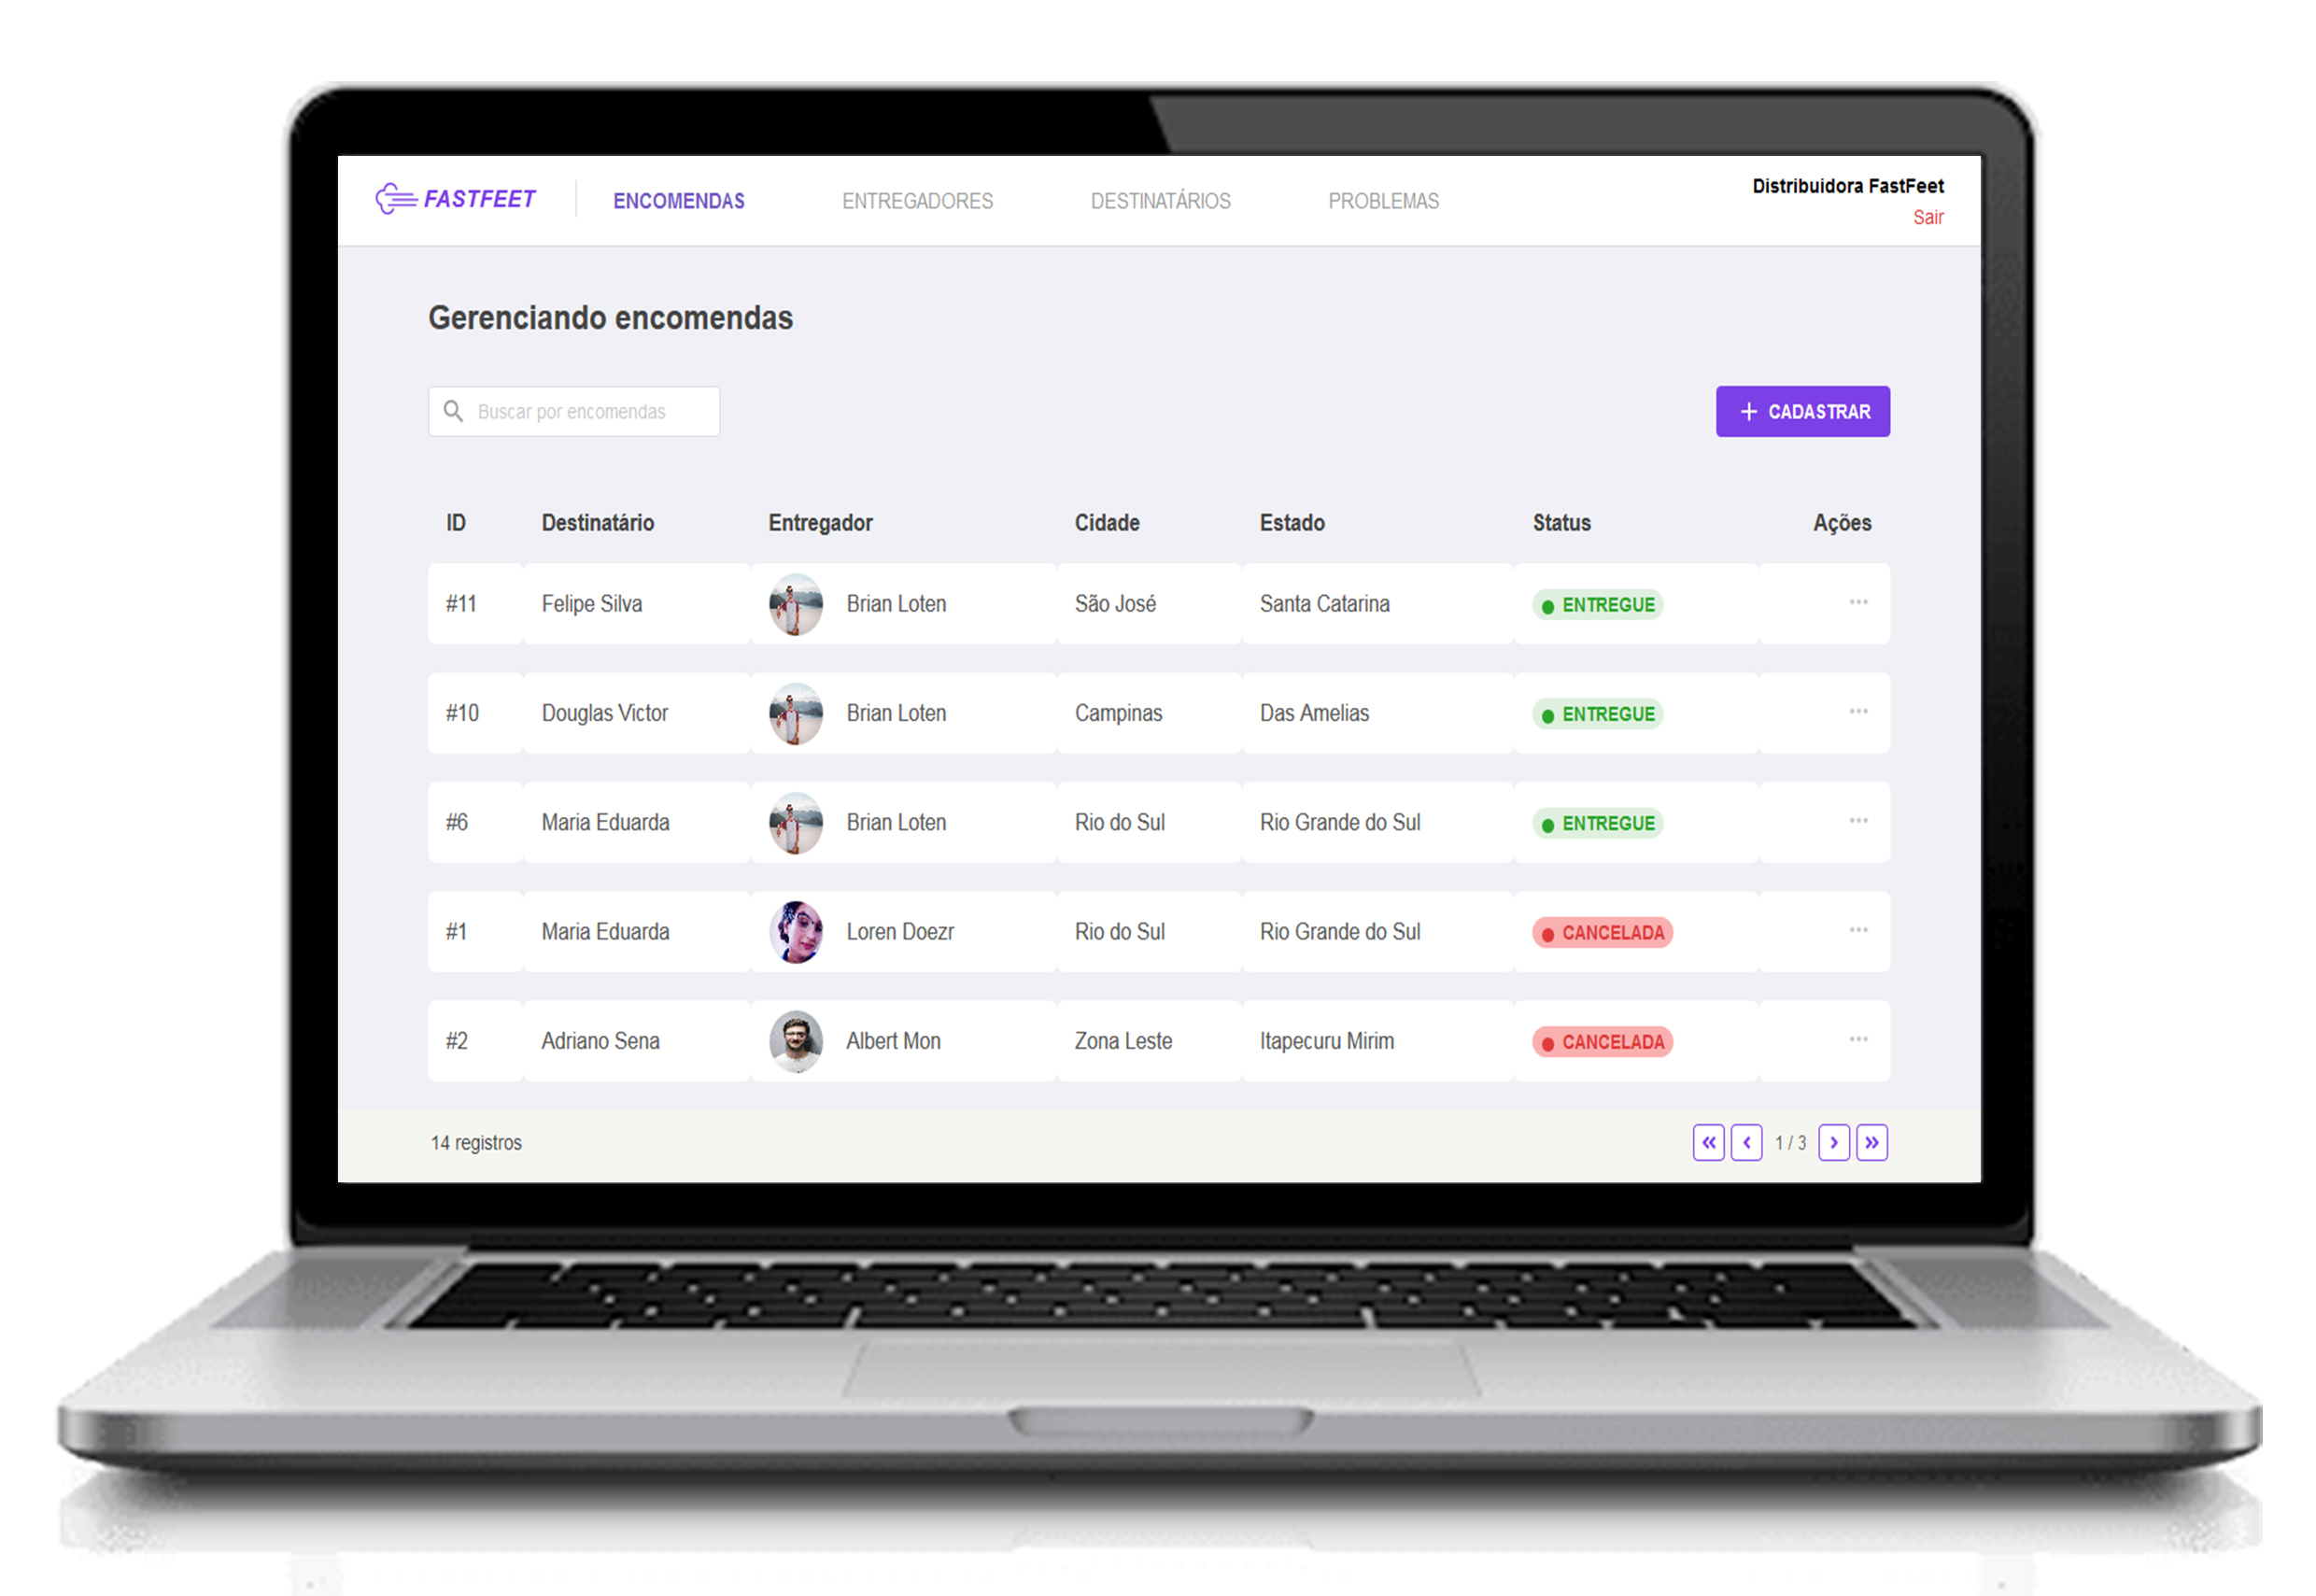 FASTFEET ENCOMENDAS ENTREGADORES DESTINATÁRIOS PROBLEMAS Distribuidora FastFeet
Sair
Gerenciando encomendas
Buscar por encomendas + CADASTRAR
ID Destinatário Entregador Cidade Estado Status Ações
#11 Felipe Silva Brian Loten São José Santa Catarina ENTREGUE ...
#10 Douglas Victor Brian Loten Campinas Das Amelias ENTREGUE ...
#6 Maria Eduarda Brian Loten Rio do Sul Rio Grande do Sul ENTREGUE ...
#1 Maria Eduarda Loren Doezr Rio do Sul Rio Grande do Sul CANCELADA ...
#2 Adriano Sena Albert Mon Zona Leste Itapecuru Mirim CANCELADA ...
14 registros « ‹ 1 / 3 › »